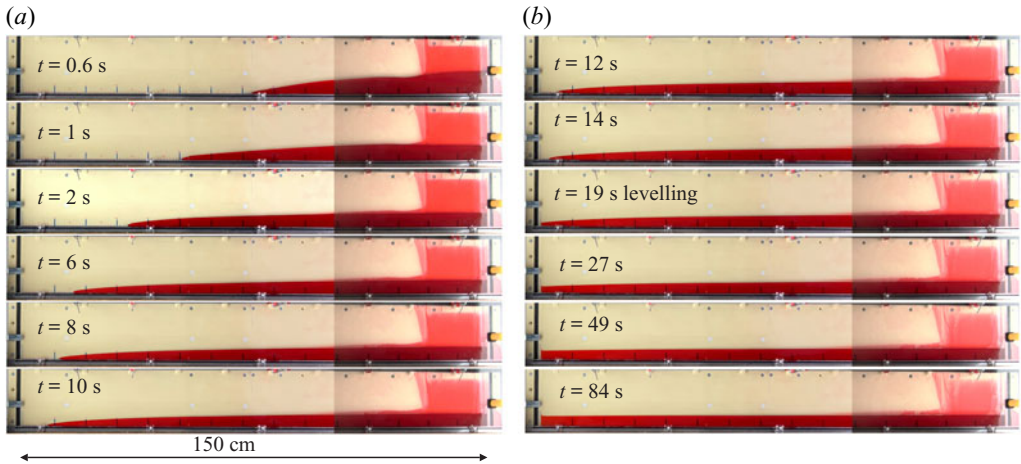 (a)
t = 0.6 s
t = 1 s
t = 2 s
t = 6 s
t = 8 s
t = 10 s
150 cm
(b)
t = 12 s
t = 14 s
t = 19 s levelling
t = 27 s
t = 49 s
t = 84 s